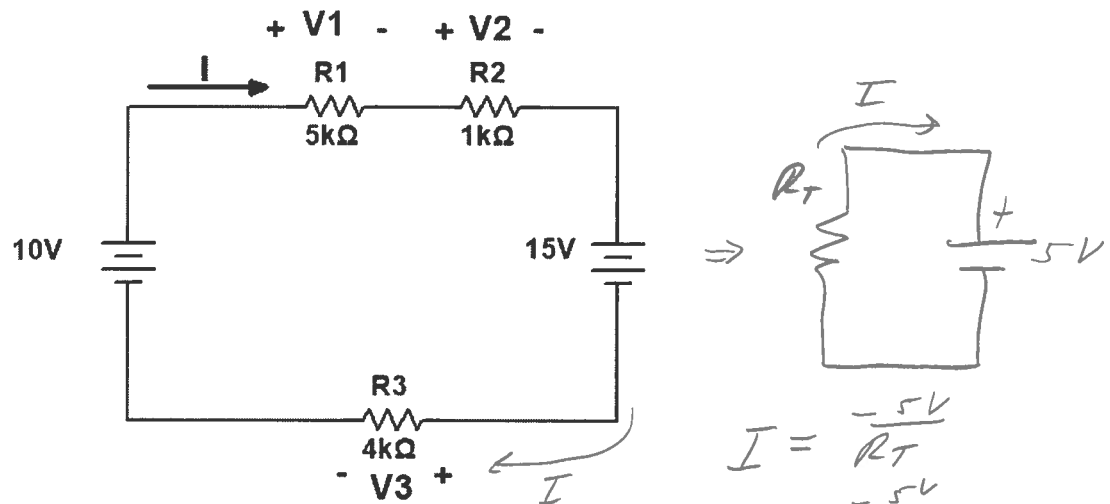 + V1 - + V2 -
I
R1 R2
5kΩ 1kΩ
10V
15V
R3
4kΩ
- V3 +
I
I
R_T
+
⇒ 5V
I = -5V / R_T
-5V